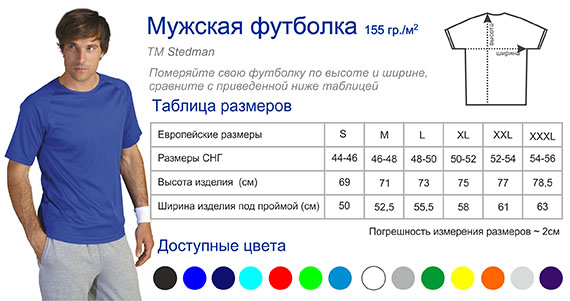 Мужская футболка 155 гр./м²
TM Stedman
Померяйте свою футболку по высоте и ширине,
сравните с приведенной ниже таблицей
высота
ширина
Таблица размеров
Европейские размеры S M L XL XXL XXXL
Размеры СНГ 44-46 46-48 48-50 50-52 52-54 54-56
Высота изделия (см) 69 71 73 75 77 78,5
Ширина изделия под проймой (см) 50 52,5 55,5 58 61 63
Погрешность измерения размеров ~ 2см
Доступные цвета